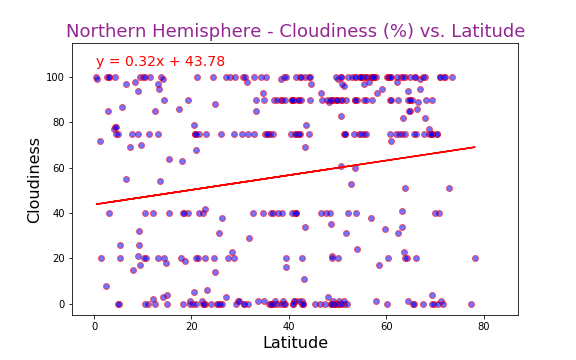 Northern Hemisphere - Cloudiness (%) vs. Latitude
y = 0.32x + 43.78
100
80
60
40
20
0
Cloudiness
0 20 40 60 80
Latitude